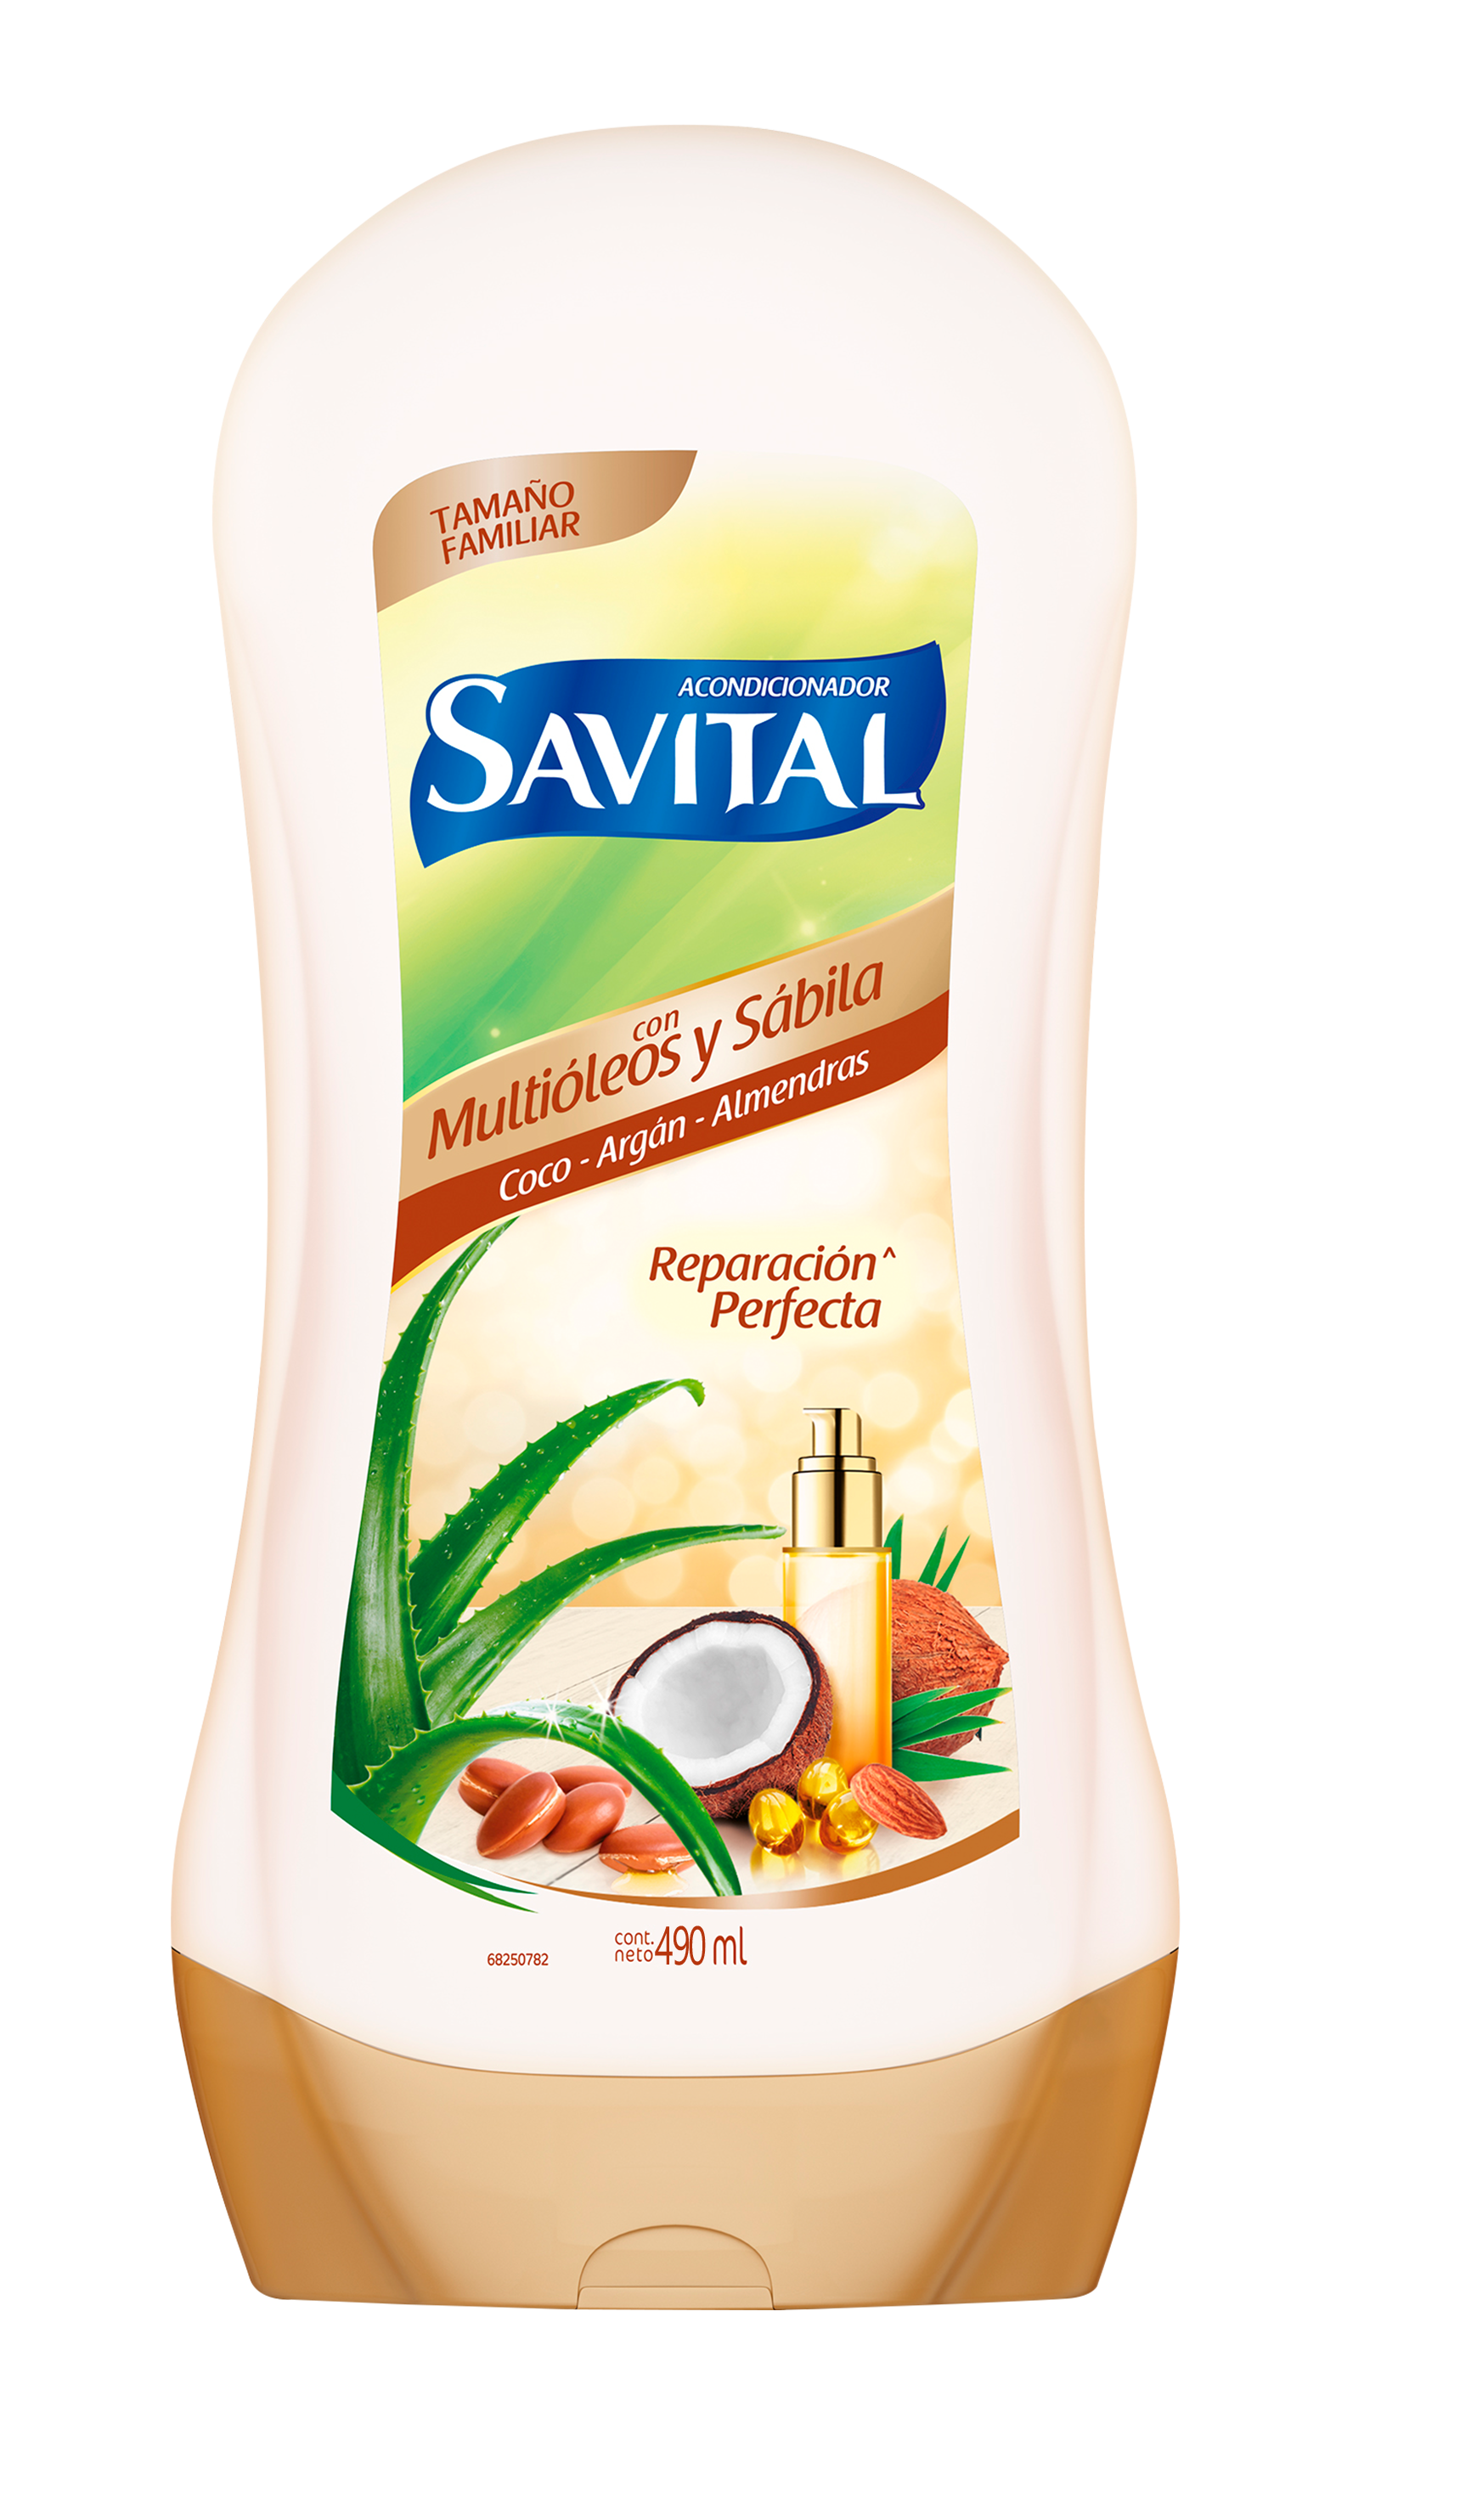 TAMAÑO
FAMILIAR
ACONDICIONADOR
SAVITAL
con
Multióleos y Sábila
Coco - Argán - Almendras
Reparación^
Perfecta
68250782
cont.
neto 490 ml